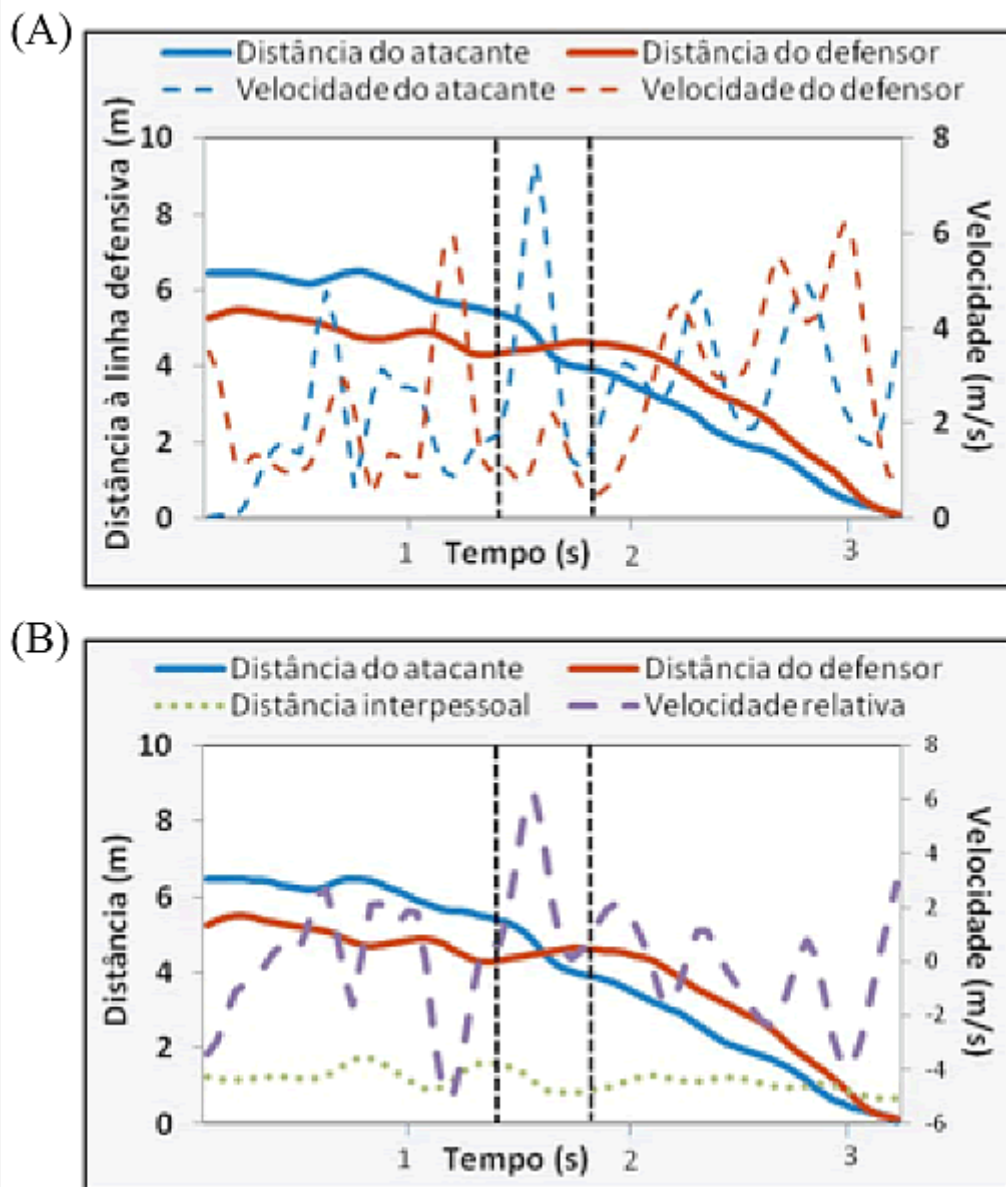 (A)
Distância do atacante Distância do defensor
Velocidade do atacante Velocidade do defensor
Distância à linha defensiva (m)
10
8
6
4
2
0
8
6
4
2
0
Velocidade (m/s)
1 Tempo (s) 2 3
(B)
Distância do atacante Distância do defensor
Distância interpessoal Velocidade relativa
Distância (m)
10
8
6
4
2
0
8
6
4
2
0
-2
-4
-6
Velocidade (m/s)
1 Tempo (s) 2 3